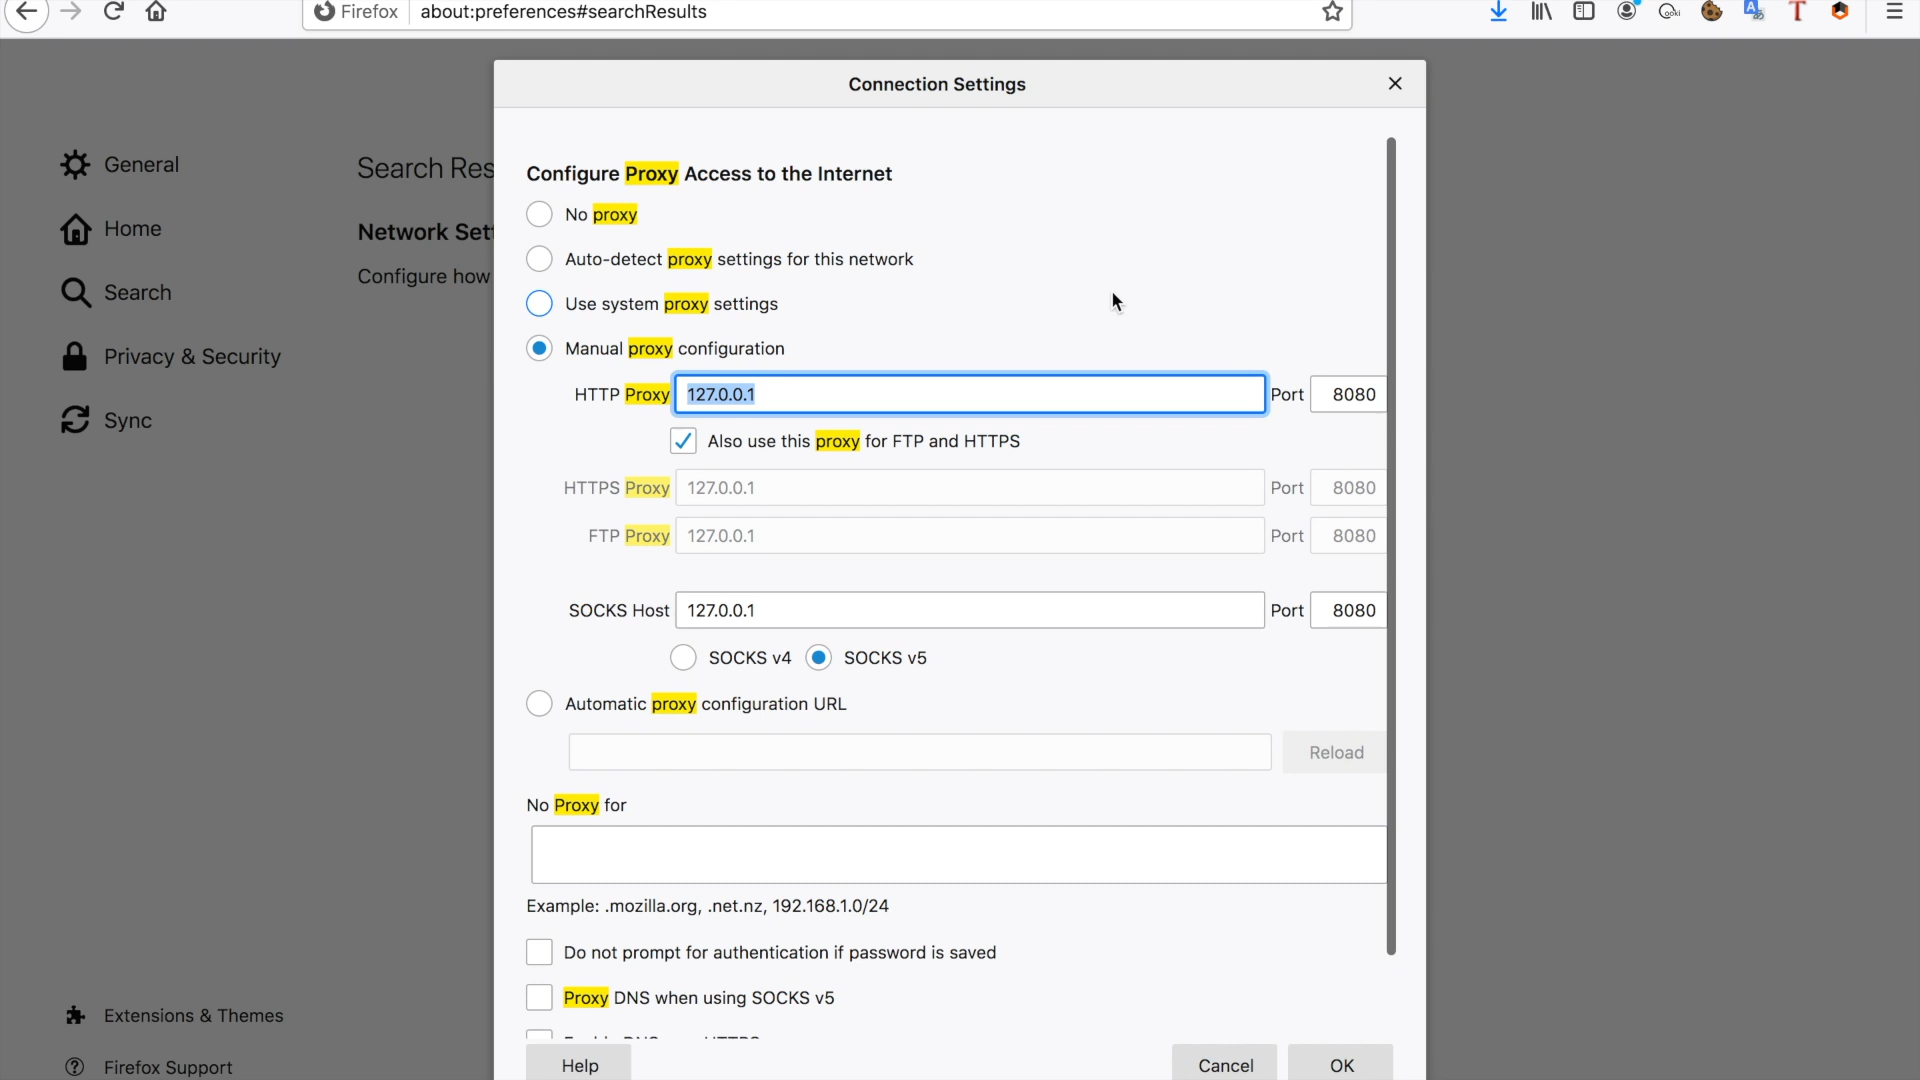 Firefox about:preferences#searchResults
Connection Settings
General
Home
Search
Privacy & Security
Sync
Extensions & Themes
Firefox Support
Search Res
Network Sett
Configure how
Configure Proxy Access to the Internet
No proxy
Auto-detect proxy settings for this network
Use system proxy settings
Manual proxy configuration
HTTP Proxy 127.0.0.1 Port 8080
Also use this proxy for FTP and HTTPS
HTTPS Proxy 127.0.0.1 Port 8080
FTP Proxy 127.0.0.1 Port 8080
SOCKS Host 127.0.0.1 Port 8080
SOCKS v4 SOCKS v5
Automatic proxy configuration URL
Reload
No Proxy for
Example: .mozilla.org, .net.nz, 192.168.1.0/24
Do not prompt for authentication if password is saved
Proxy DNS when using SOCKS v5
Help Cancel OK